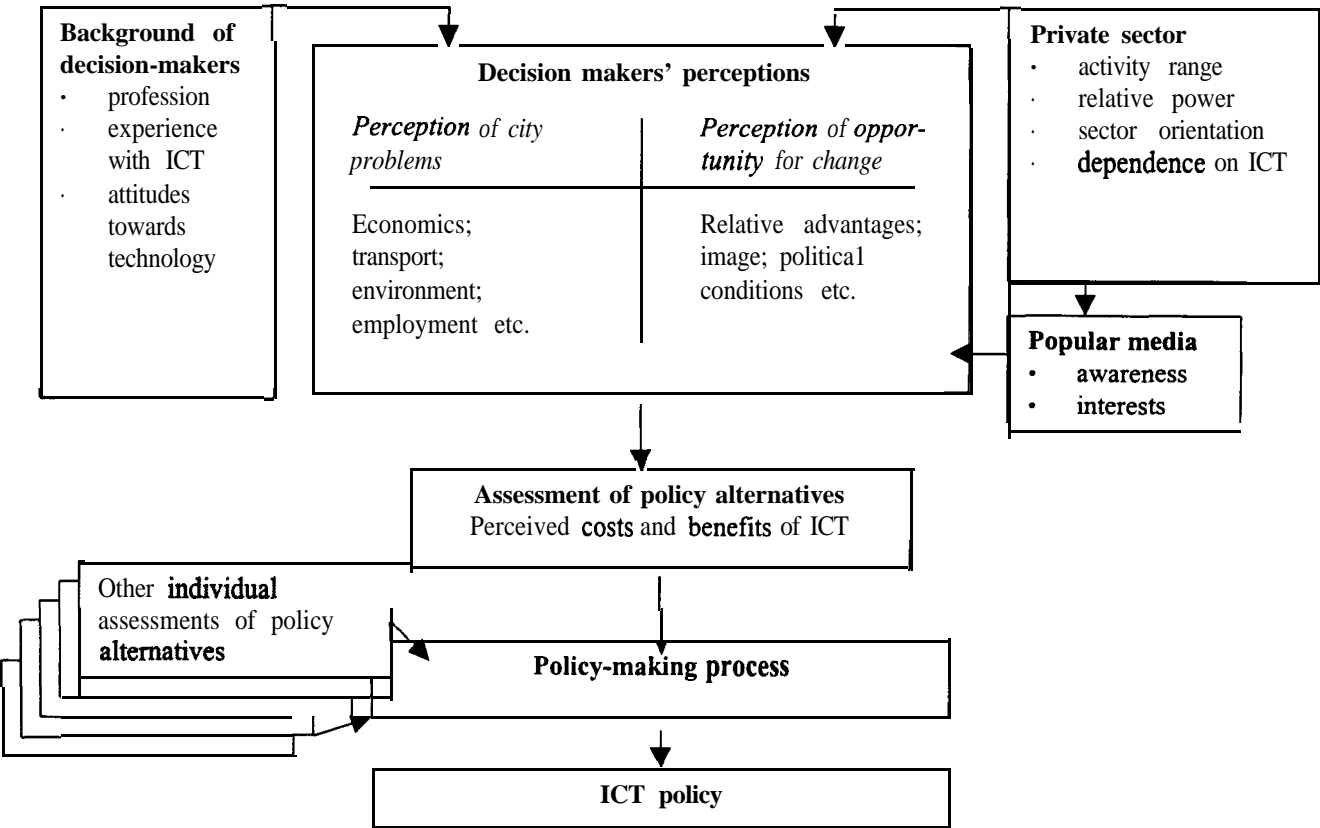 Background of
decision-makers
· profession
· experience
with ICT
· attitudes
towards
technology
Decision makers’ perceptions
Perception of city
problems
Perception of oppor-
tunity for change
Economics;
transport;
environment;
employment etc.
Relative advantages;
image; political
conditions etc.
Private sector
· activity range
· relative power
· sector orientation
· dependence on ICT
Popular media
• awareness
• interests
Assessment of policy alternatives
Perceived costs and benefits of ICT
Other individual
assessments of policy
alternatives
Policy-making process
ICT policy